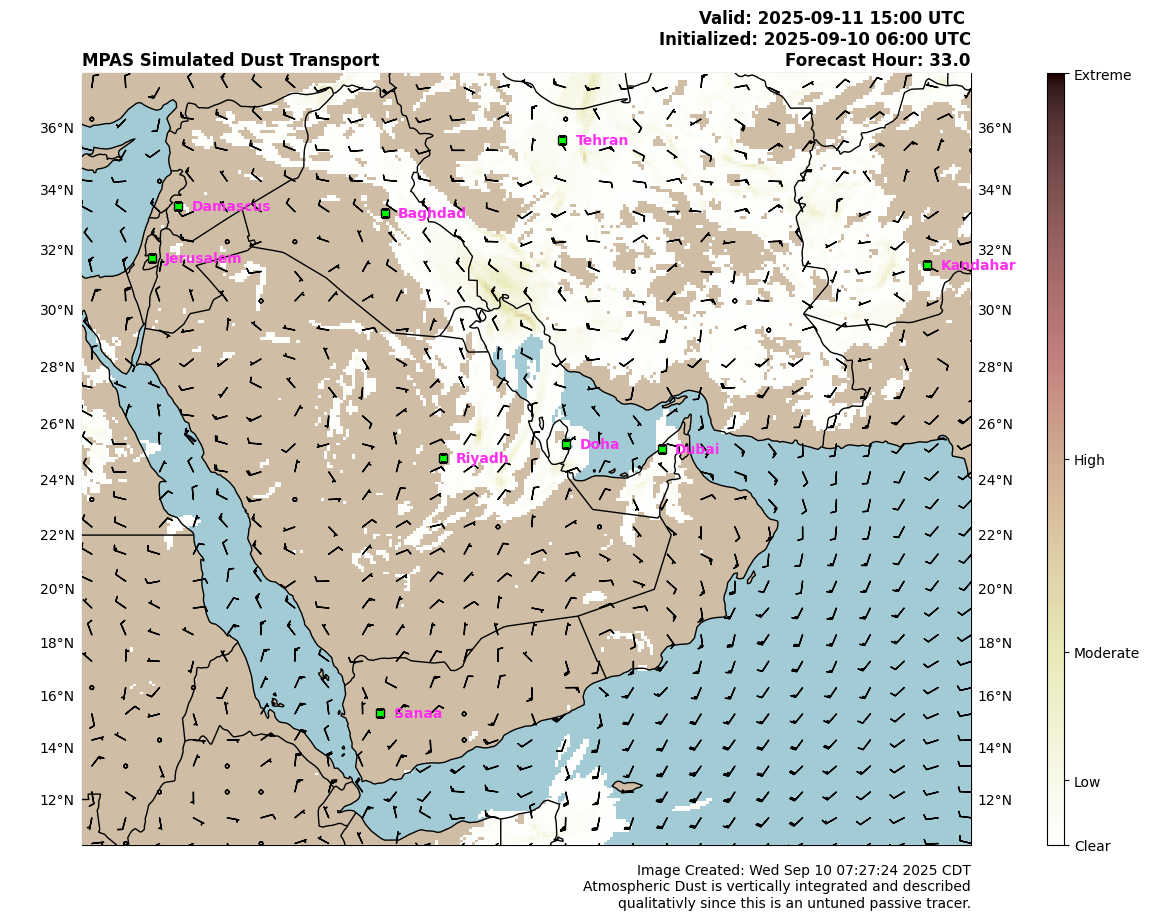 Valid: 2025-09-11 15:00 UTC
Initialized: 2025-09-10 06:00 UTC
MPAS Simulated Dust Transport
Forecast Hour: 33.0
Extreme
36°N
36°N
Tehran
34°N
34°N
Damascus
Baghdad
32°N
32°N
Jerusalem
Kandahar
30°N
30°N
28°N
28°N
26°N
26°N
Doha
Dubai
Riyadh
High
24°N
24°N
22°N
22°N
20°N
20°N
18°N
18°N
Moderate
16°N
16°N
Sanaa
14°N
14°N
Low
12°N
12°N
Clear
Image Created: Wed Sep 10 07:27:24 2025 CDT
Atmospheric Dust is vertically integrated and described
qualitativly since this is an untuned passive tracer.